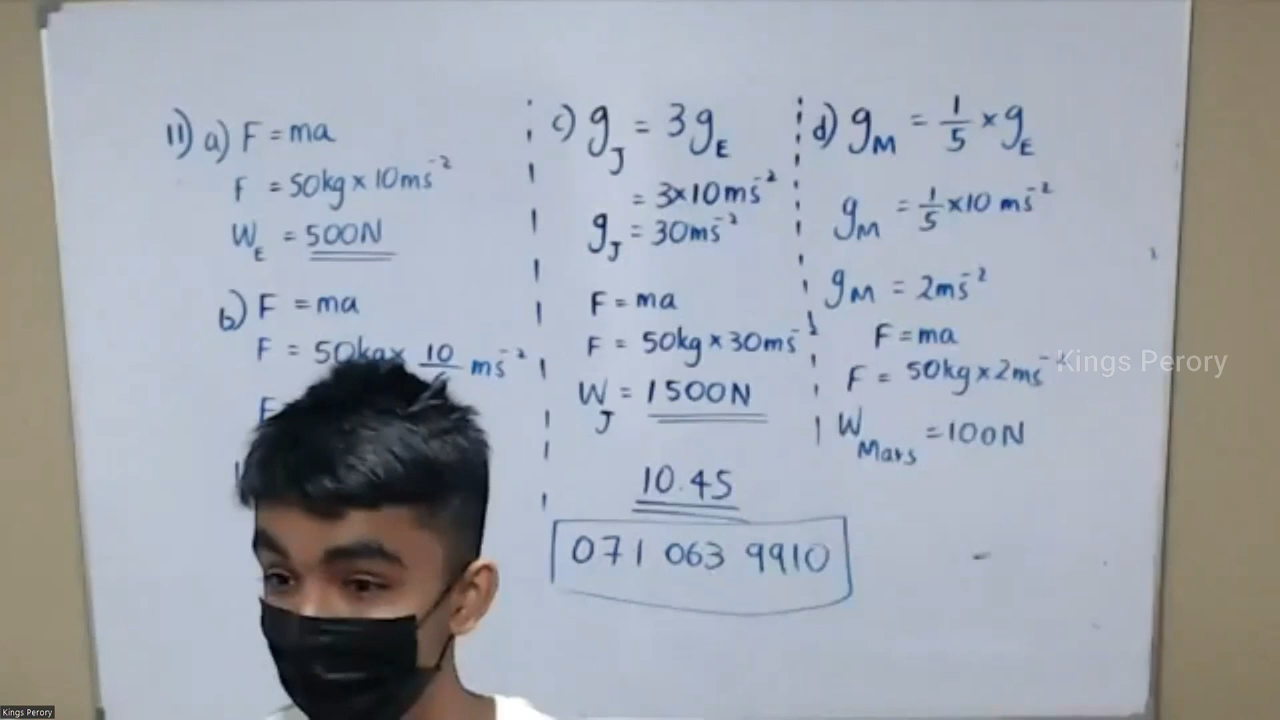 11) a) F = ma
F = 50kg × 10ms⁻²
W_E = 500N
b) F = ma
F = 50kg × 10/ ms⁻²
F
c) g_J = 3g_E
= 3×10ms⁻²
g_J = 30ms⁻²
F = ma
F = 50kg × 30ms⁻²
W_J = 1500N
10.45
071 063 9910
d) g_M = 1/5 × g_E
g_M = 1/5 ×10 ms⁻²
g_M = 2ms⁻²
F = ma
F = 50kg × 2ms⁻²
W_Mars = 100N
Kings Perory
Kings Perory